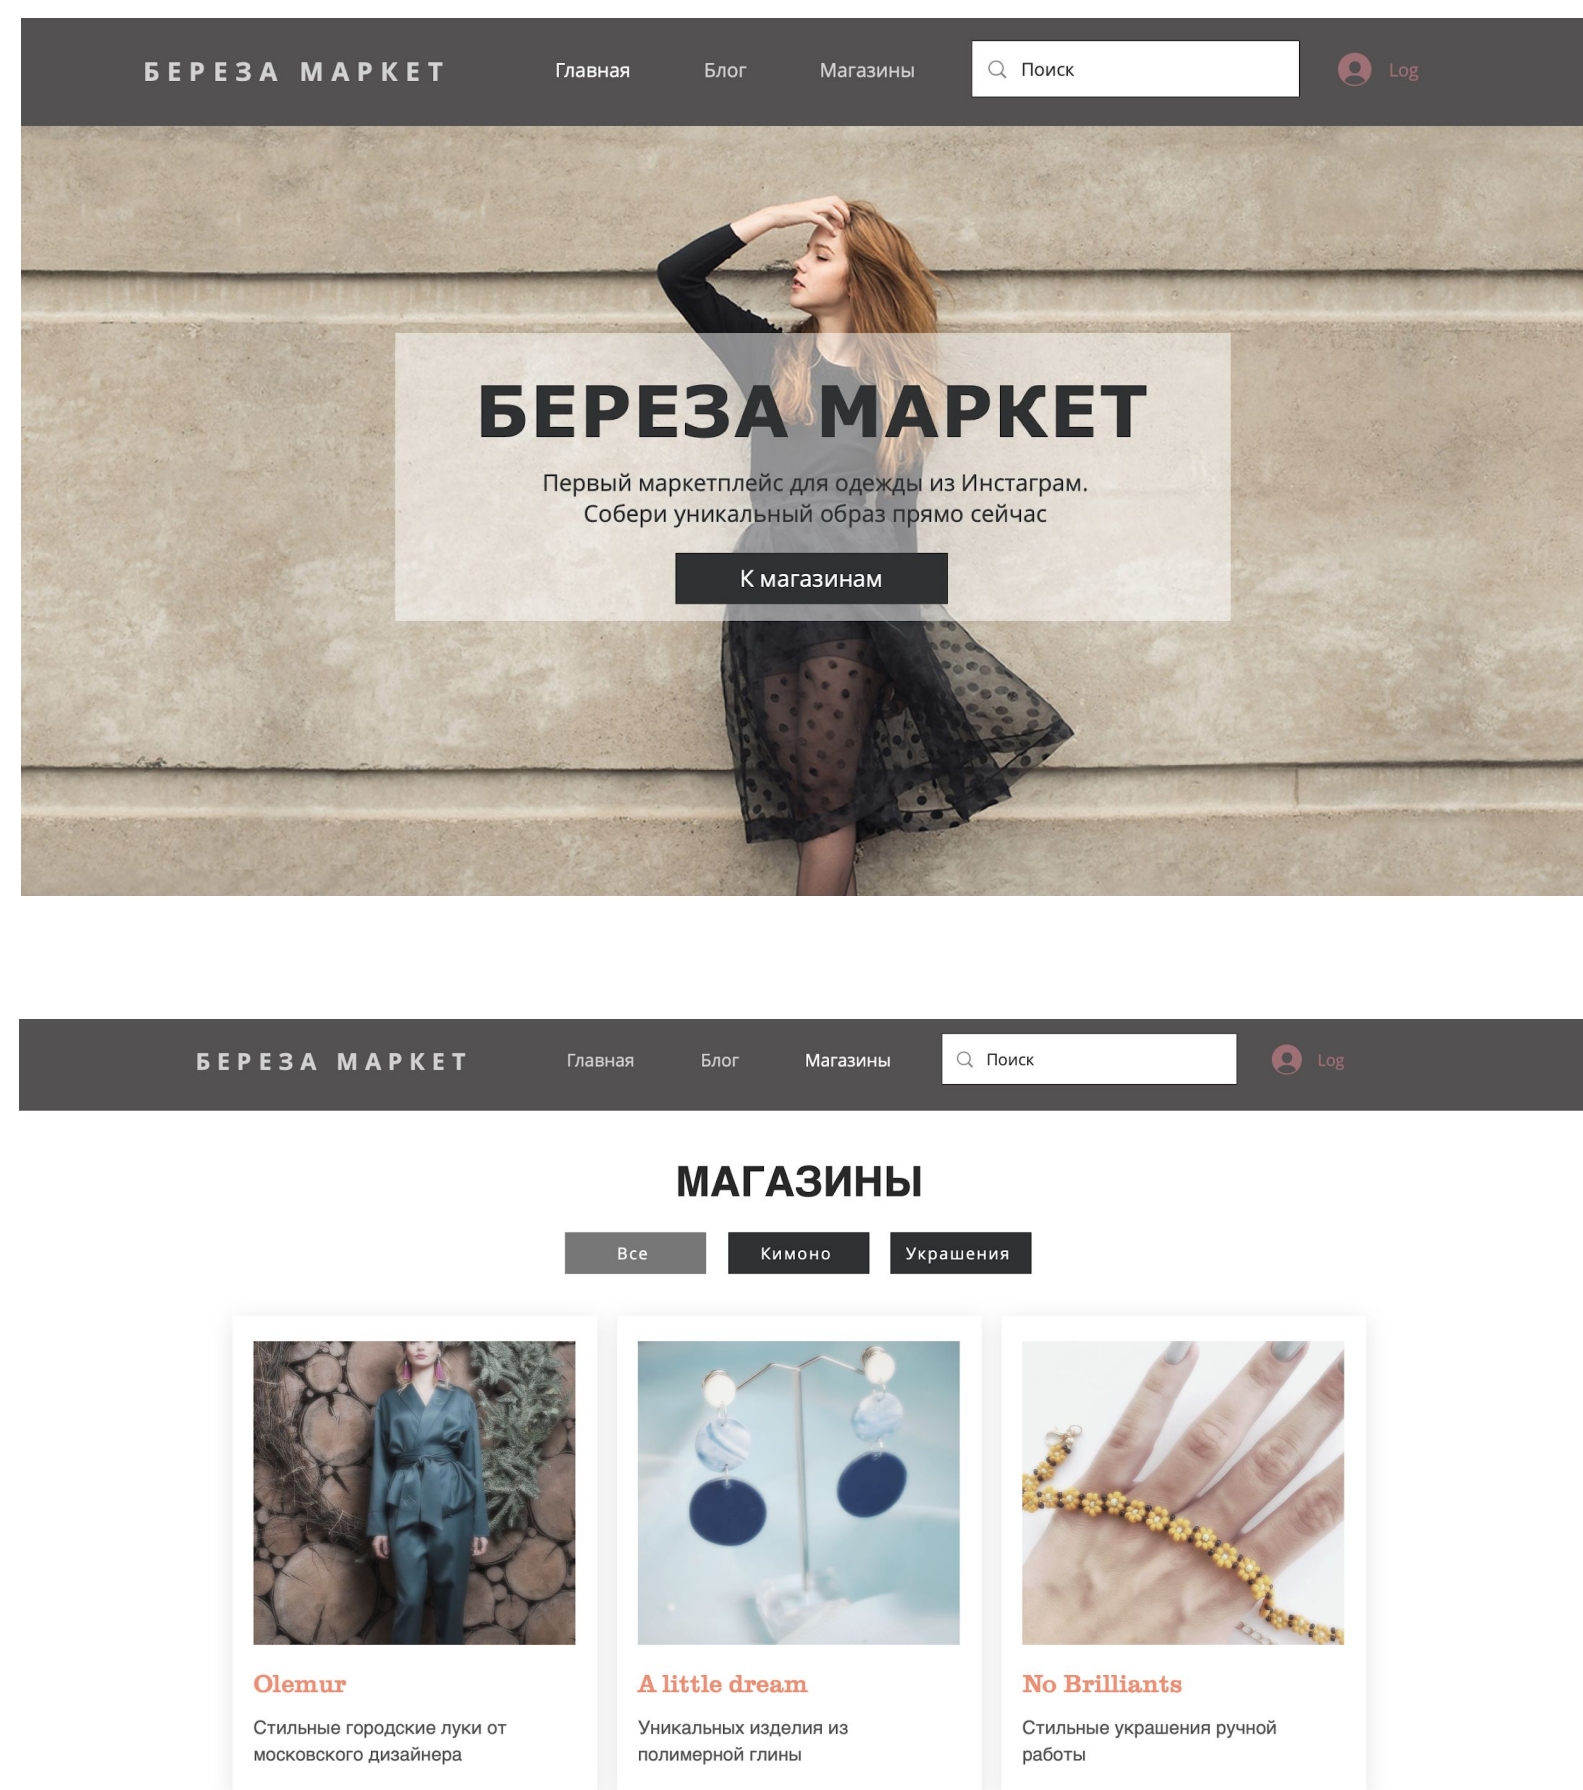 БЕРЕЗА МАРКЕТ
Главная
Блог
Магазины
Поиск
Log
БЕРЕЗА МАРКЕТ
Первый маркетплейс для одежды из Инстаграм.
Собери уникальный образ прямо сейчас
К магазинам
БЕРЕЗА МАРКЕТ
Главная
Блог
Магазины
Поиск
Log
МАГАЗИНЫ
Все
Кимоно
Украшения
Olemur
Стильные городские луки от
московского дизайнера
A little dream
Уникальных изделия из
полимерной глины
No Brilliants
Стильные украшения ручной
работы